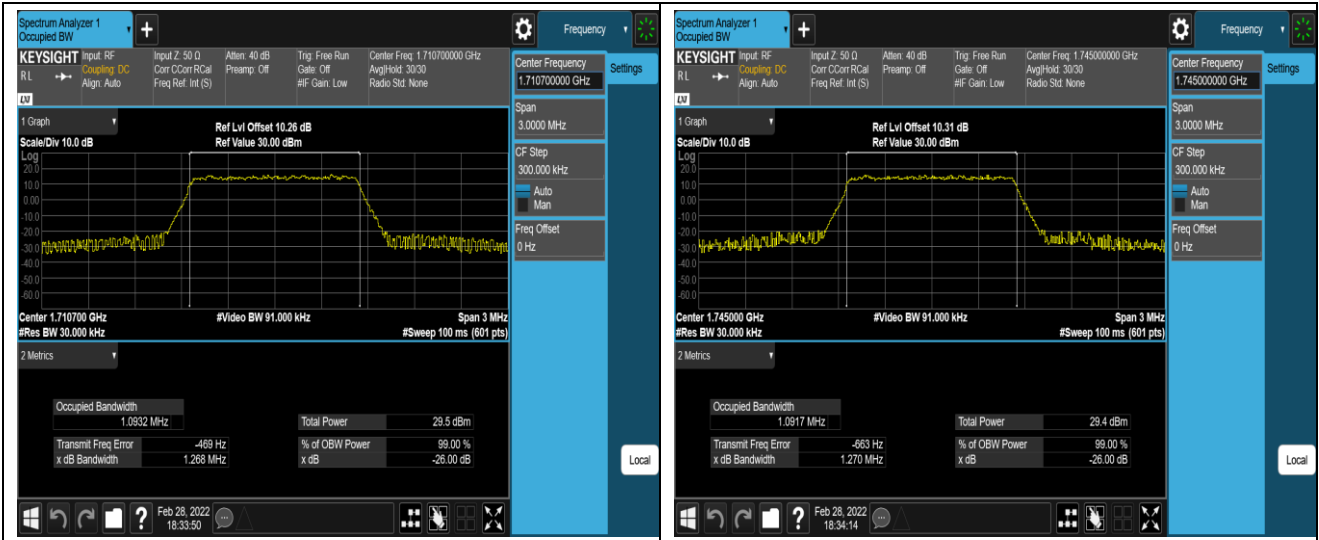 Spectrum Analyzer 1
Occupied BW
+
Frequency
KEYSIGHT Input: RF Input Z: 50 Ω Atten: 40 dB Trig: Free Run Center Freq: 1.710700000 GHz
RL Coupling: DC Corr CCorr RCal Preamp: Off Gate: Off Avg|Hold: 30/30
Align: Auto Freq Ref: Int (S) #IF Gain: Low Radio Std: None
LXI
Center Frequency
1.710700000 GHz
Settings
Span
3.0000 MHz
CF Step
300.000 kHz
Auto
Man
Freq Offset
0 Hz
1 Graph
Ref Lvl Offset 10.26 dB
Scale/Div 10.0 dB Ref Value 30.00 dBm
Log
20.0
10.0
0.00
-10.0
-20.0
-30.0
-40.0
-50.0
-60.0
Center 1.710700 GHz #Video BW 91.000 kHz Span 3 MHz
#Res BW 30.000 kHz #Sweep 100 ms (601 pts)
2 Metrics
Occupied Bandwidth
1.0932 MHz
Total Power 29.5 dBm
Transmit Freq Error -469 Hz % of OBW Power 99.00 %
x dB Bandwidth 1.268 MHz x dB -26.00 dB
Local
?
Feb 28, 2022
18:33:50
Spectrum Analyzer 1
Occupied BW
+
Frequency
KEYSIGHT Input: RF Input Z: 50 Ω Atten: 40 dB Trig: Free Run Center Freq: 1.745000000 GHz
RL Coupling: DC Corr CCorr RCal Preamp: Off Gate: Off Avg|Hold: 30/30
Align: Auto Freq Ref: Int (S) #IF Gain: Low Radio Std: None
LXI
Center Frequency
1.745000000 GHz
Settings
Span
3.0000 MHz
CF Step
300.000 kHz
Auto
Man
Freq Offset
0 Hz
1 Graph
Ref Lvl Offset 10.31 dB
Scale/Div 10.0 dB Ref Value 30.00 dBm
Log
20.0
10.0
0.00
-10.0
-20.0
-30.0
-40.0
-50.0
-60.0
Center 1.745000 GHz #Video BW 91.000 kHz Span 3 MHz
#Res BW 30.000 kHz #Sweep 100 ms (601 pts)
2 Metrics
Occupied Bandwidth
1.0917 MHz
Total Power 29.4 dBm
Transmit Freq Error -663 Hz % of OBW Power 99.00 %
x dB Bandwidth 1.270 MHz x dB -26.00 dB
Local
?
Feb 28, 2022
18:34:14